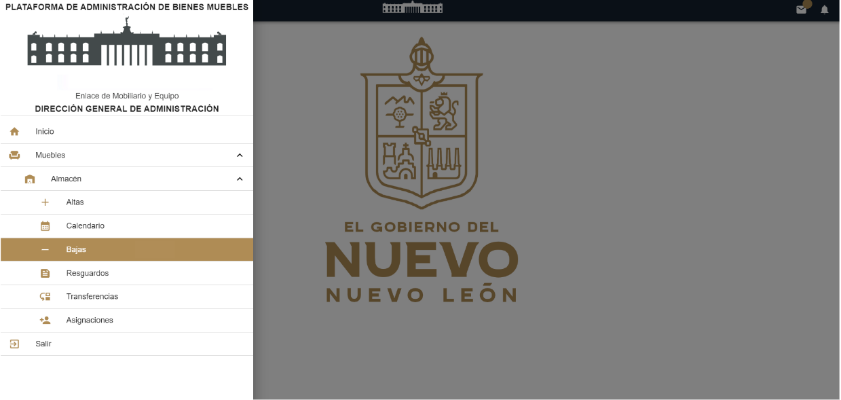 PLATAFORMA DE ADMINISTRACIÓN DE BIENES MUEBLES
Enlace de Mobiliario y Equipo
DIRECCIÓN GENERAL DE ADMINISTRACIÓN
Inicio
Muebles
Almacén
Altas
Calendario
Bajas
Resguardos
Transferencias
Asignaciones
Salir
EL GOBIERNO DEL
NUEVO
NUEVO LEÓN